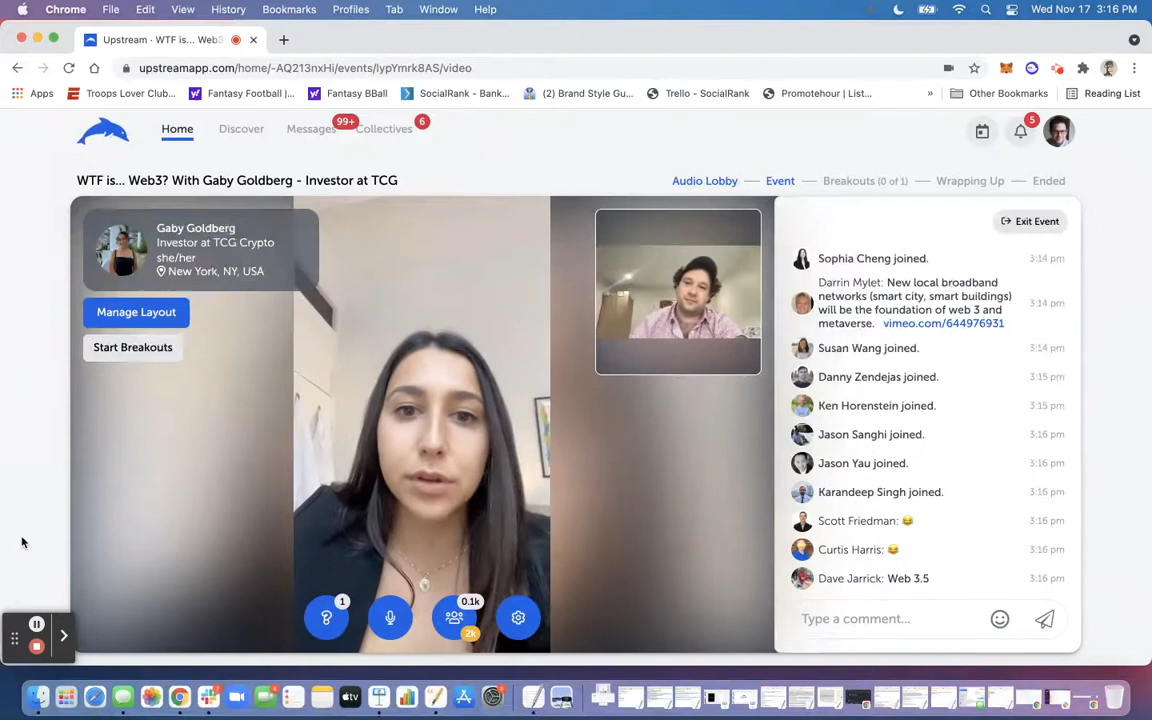 Chrome File Edit View History Bookmarks Profiles Tab Window Help Wed Nov 17 3:16 PM
Upstream · WTF is... Web3
upstreamapp.com/home/-AQ213nxHi/events/lypYmrk8AS/video
Apps Troops Lover Club... Fantasy Football |... Fantasy BBall SocialRank - Bank... (2) Brand Style Gu... Trello - SocialRank Promotehour | List... » Other Bookmarks Reading List
Home Discover Messages 99+ Collectives 6 5
WTF is... Web3? With Gaby Goldberg - Investor at TCG
Audio Lobby — Event — Breakouts (0 of 1) — Wrapping Up — Ended
Gaby Goldberg
Investor at TCG Crypto
she/her
New York, NY, USA
Manage Layout
Start Breakouts
1
0.1k
2k
Exit Event
Sophia Cheng joined. 3:14 pm
Darrin Mylet: New local broadband
networks (smart city, smart buildings)
will be the foundation of web 3 and
metaverse. vimeo.com/644976931
3:14 pm
Susan Wang joined. 3:14 pm
Danny Zendejas joined. 3:15 pm
Ken Horenstein joined. 3:15 pm
Jason Sanghi joined. 3:16 pm
Jason Yau joined. 3:16 pm
Karandeep Singh joined. 3:16 pm
Scott Friedman: 😂 3:16 pm
Curtis Harris: 😂 3:16 pm
Dave Jarrick: Web 3.5 3:16 pm
Type a comment...
tv